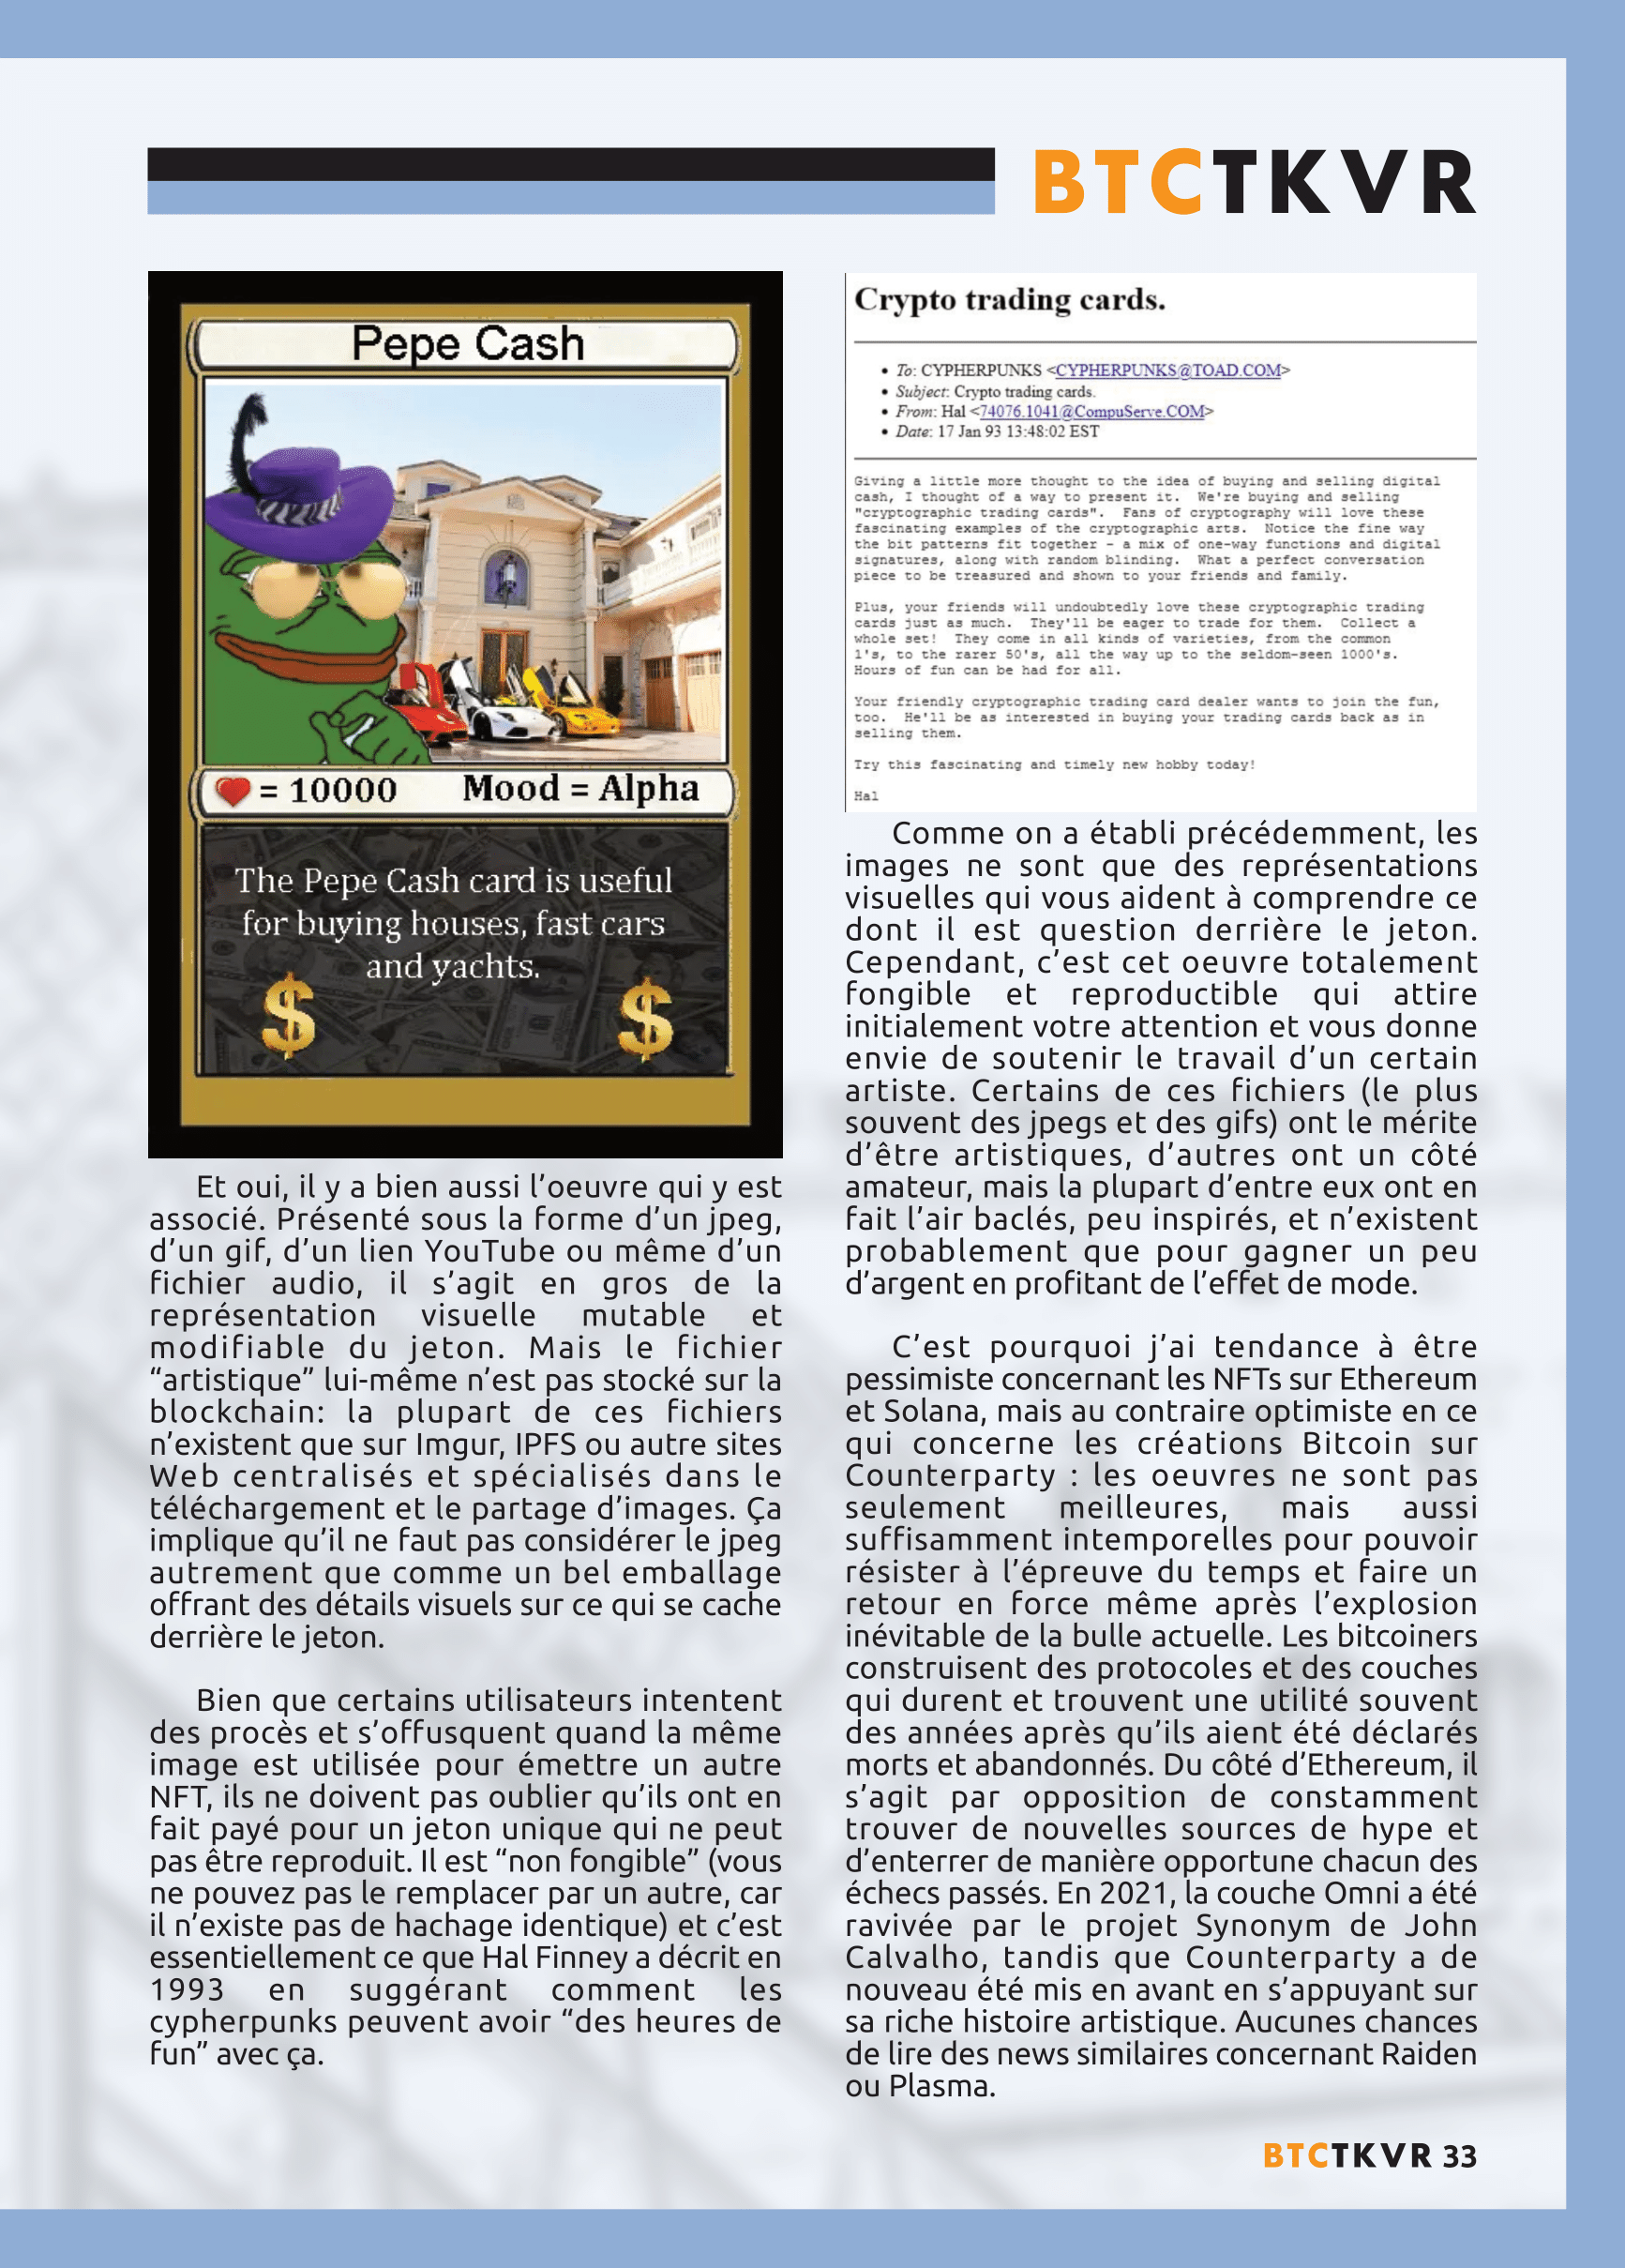 BTCTKVR
Pepe Cash
= 10000 Mood = Alpha
The Pepe Cash card is useful
for buying houses, fast cars
and yachts.
$ $
Et oui, il y a bien aussi l’oeuvre qui y est
associé. Présenté sous la forme d’un jpeg,
d’un gif, d’un lien YouTube ou même d’un
fichier audio, il s’agit en gros de la
représentation visuelle mutable et
modifiable du jeton. Mais le fichier
“artistique” lui-même n’est pas stocké sur la
blockchain: la plupart de ces fichiers
n’existent que sur Imgur, IPFS ou autre sites
Web centralisés et spécialisés dans le
téléchargement et le partage d’images. Ça
implique qu’il ne faut pas considérer le jpeg
autrement que comme un bel emballage
offrant des détails visuels sur ce qui se cache
derrière le jeton.
Bien que certains utilisateurs intentent
des procès et s’offusquent quand la même
image est utilisée pour émettre un autre
NFT, ils ne doivent pas oublier qu’ils ont en
fait payé pour un jeton unique qui ne peut
pas être reproduit. Il est “non fongible” (vous
ne pouvez pas le remplacer par un autre, car
il n’existe pas de hachage identique) et c’est
essentiellement ce que Hal Finney a décrit en
1993 en suggérant comment les
cypherpunks peuvent avoir “des heures de
fun” avec ça.
Crypto trading cards.
• To: CYPHERPUNKS <CYPHERPUNKS@TOAD.COM>
• Subject: Crypto trading cards.
• From: Hal <74076.1041@CompuServe.COM>
• Date: 17 Jan 93 13:48:02 EST
Giving a little more thought to the idea of buying and selling digital
cash, I thought of a way to present it. We're buying and selling
"cryptographic trading cards". Fans of cryptography will love these
fascinating examples of the cryptographic arts. Notice the fine way
the bit patterns fit together - a mix of one-way functions and digital
signatures, along with random blinding. What a perfect conversation
piece to be treasured and shown to your friends and family.
Plus, your friends will undoubtedly love these cryptographic trading
cards just as much. They'll be eager to trade for them. Collect a
whole set! They come in all kinds of varieties, from the common
1's, to the rarer 50's, all the way up to the seldom-seen 1000's.
Hours of fun can be had for all.
Your friendly cryptographic trading card dealer wants to join the fun,
too. He'll be as interested in buying your trading cards back as in
selling them.
Try this fascinating and timely new hobby today!
Hal
Comme on a établi précédemment, les
images ne sont que des représentations
visuelles qui vous aident à comprendre ce
dont il est question derrière le jeton.
Cependant, c’est cet oeuvre totalement
fongible et reproductible qui attire
initialement votre attention et vous donne
envie de soutenir le travail d’un certain
artiste. Certains de ces fichiers (le plus
souvent des jpegs et des gifs) ont le mérite
d’être artistiques, d’autres ont un côté
amateur, mais la plupart d’entre eux ont en
fait l’air baclés, peu inspirés, et n’existent
probablement que pour gagner un peu
d’argent en profitant de l’effet de mode.
C’est pourquoi j’ai tendance à être
pessimiste concernant les NFTs sur Ethereum
et Solana, mais au contraire optimiste en ce
qui concerne les créations Bitcoin sur
Counterparty : les oeuvres ne sont pas
seulement meilleures, mais aussi
suffisamment intemporelles pour pouvoir
résister à l’épreuve du temps et faire un
retour en force même après l’explosion
inévitable de la bulle actuelle. Les bitcoiners
construisent des protocoles et des couches
qui durent et trouvent une utilité souvent
des années après qu’ils aient été déclarés
morts et abandonnés. Du côté d’Ethereum, il
s’agit par opposition de constamment
trouver de nouvelles sources de hype et
d’enterrer de manière opportune chacun des
échecs passés. En 2021, la couche Omni a été
ravivée par le projet Synonym de John
Calvalho, tandis que Counterparty a de
nouveau été mis en avant en s’appuyant sur
sa riche histoire artistique. Aucunes chances
de lire des news similaires concernant Raiden
ou Plasma.
BTCTKVR 33